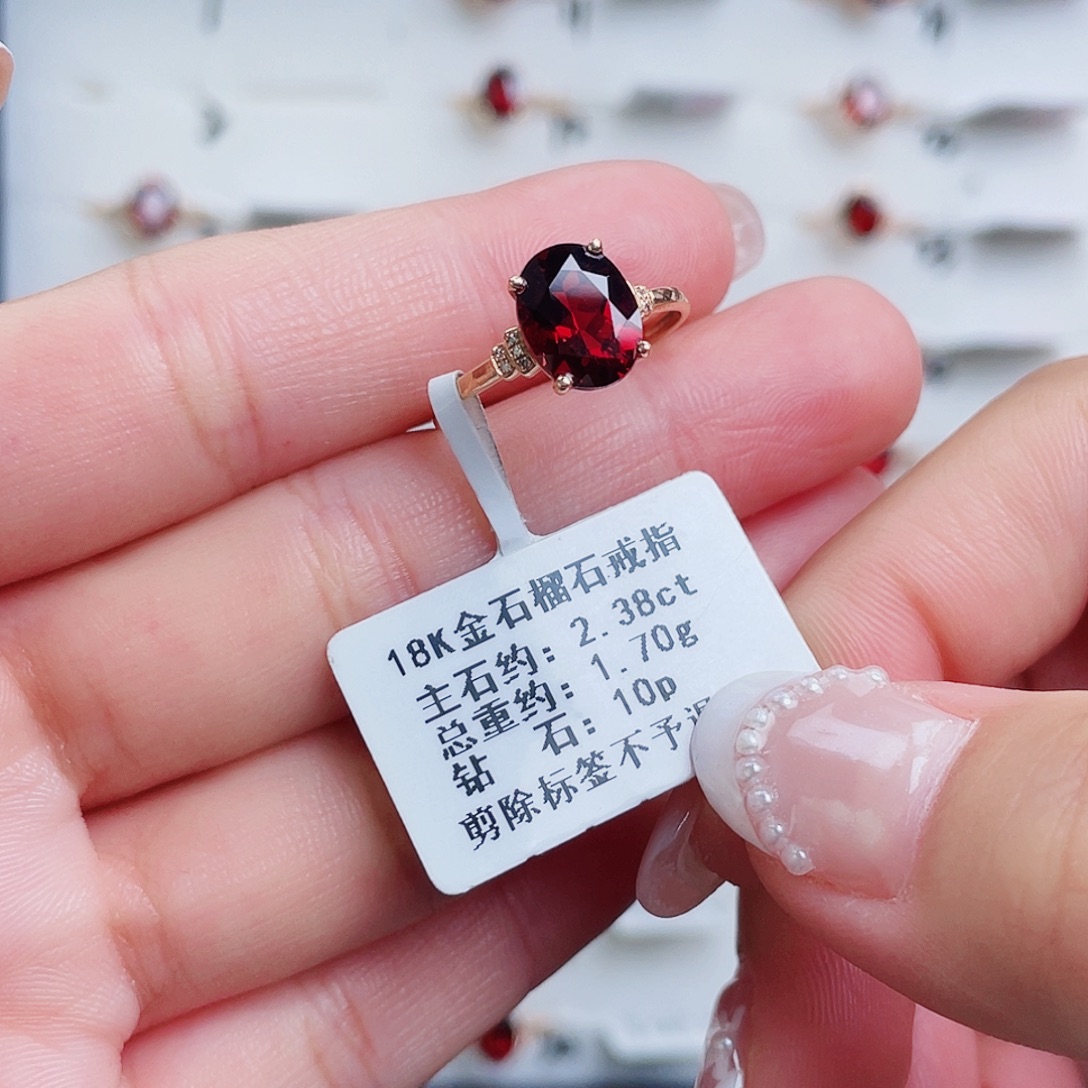 18K金石榴石戒指
主石约: 2.38ct
总重约: 1.70g
钻 石: 10p
剪除标签不予